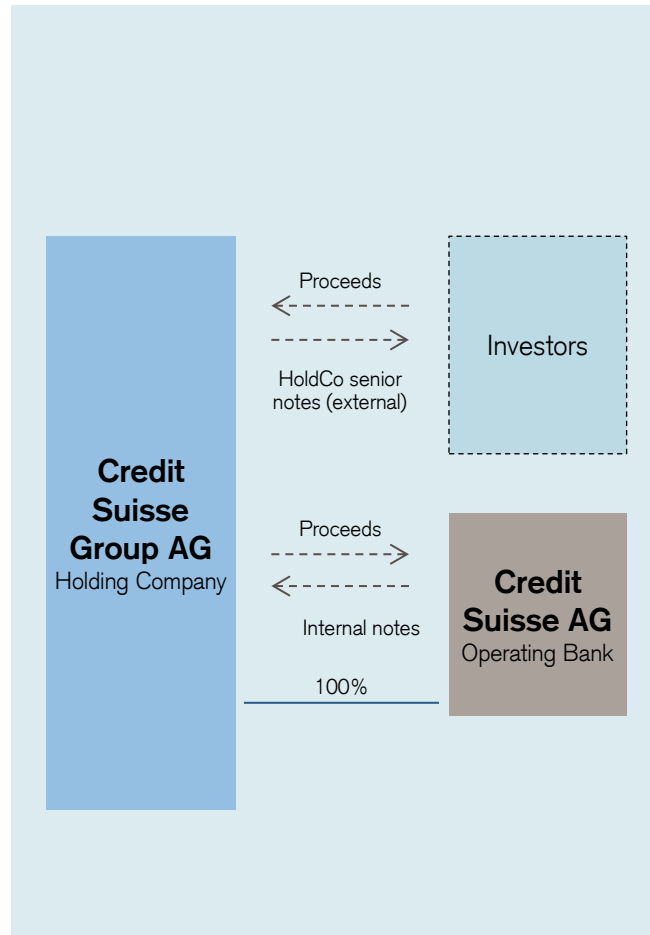 Proceeds
HoldCo senior
notes (external)
Investors
Credit
Suisse
Group AG
Holding Company
Proceeds
Internal notes
100%
Credit
Suisse AG
Operating Bank